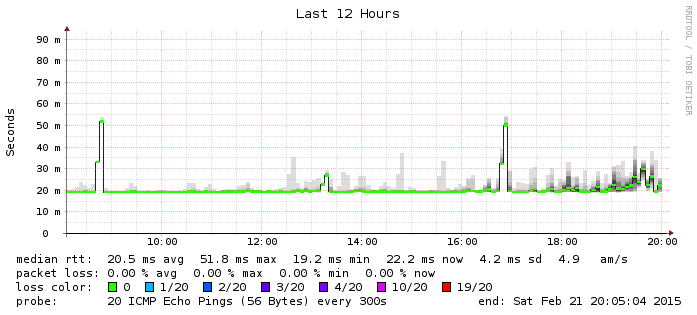 Last 12 Hours
RRDTOOL / TOBI OETIKER
Seconds
90 m
80 m
70 m
60 m
50 m
40 m
30 m
20 m
10 m
0
10:00 12:00 14:00 16:00 18:00 20:00
median rtt: 20.5 ms avg 51.8 ms max 19.2 ms min 22.2 ms now 4.2 ms sd 4.9 am/s
packet loss: 0.00 % avg 0.00 % max 0.00 % min 0.00 % now
loss color: 0 1/20 2/20 3/20 4/20 10/20 19/20
probe: 20 ICMP Echo Pings (56 Bytes) every 300s end: Sat Feb 21 20:05:04 2015